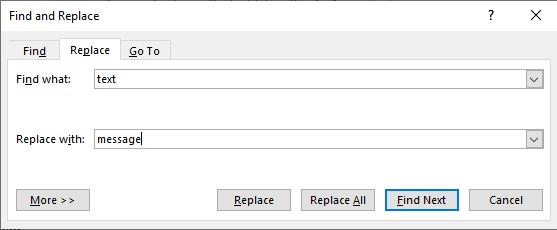 Find and Replace ? ×
Find Replace Go To
Find what: text
Replace with: message
More >> Replace Replace All Find Next Cancel